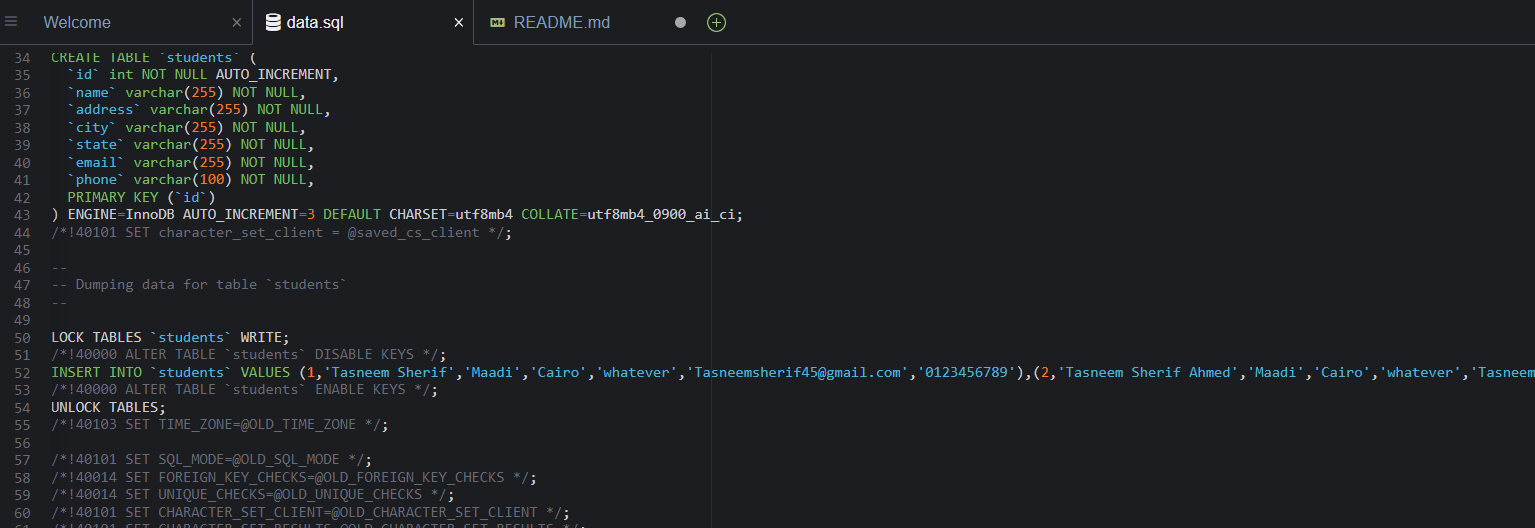 Welcome × data.sql × README.md
34 CREATE TABLE `students` (
35 `id` int NOT NULL AUTO_INCREMENT,
36 `name` varchar(255) NOT NULL,
37 `address` varchar(255) NOT NULL,
38 `city` varchar(255) NOT NULL,
39 `state` varchar(255) NOT NULL,
40 `email` varchar(255) NOT NULL,
41 `phone` varchar(100) NOT NULL,
42 PRIMARY KEY (`id`)
43 ) ENGINE=InnoDB AUTO_INCREMENT=3 DEFAULT CHARSET=utf8mb4 COLLATE=utf8mb4_0900_ai_ci;
44 /*!40101 SET character_set_client = @saved_cs_client */;
45
46 --
47 -- Dumping data for table `students`
48 --
49
50 LOCK TABLES `students` WRITE;
51 /*!40000 ALTER TABLE `students` DISABLE KEYS */;
52 INSERT INTO `students` VALUES (1,'Tasneem Sherif','Maadi','Cairo','whatever','Tasneemsherif45@gmail.com','0123456789'),(2,'Tasneem Sherif Ahmed','Maadi','Cairo','whatever','Tasneem
53 /*!40000 ALTER TABLE `students` ENABLE KEYS */;
54 UNLOCK TABLES;
55 /*!40103 SET TIME_ZONE=@OLD_TIME_ZONE */;
56
57 /*!40101 SET SQL_MODE=@OLD_SQL_MODE */;
58 /*!40014 SET FOREIGN_KEY_CHECKS=@OLD_FOREIGN_KEY_CHECKS */;
59 /*!40014 SET UNIQUE_CHECKS=@OLD_UNIQUE_CHECKS */;
60 /*!40101 SET CHARACTER_SET_CLIENT=@OLD_CHARACTER_SET_CLIENT */;
61 /*!40101 SET CHARACTER_SET_RESULTS=@OLD_CHARACTER_SET_RESULTS */;